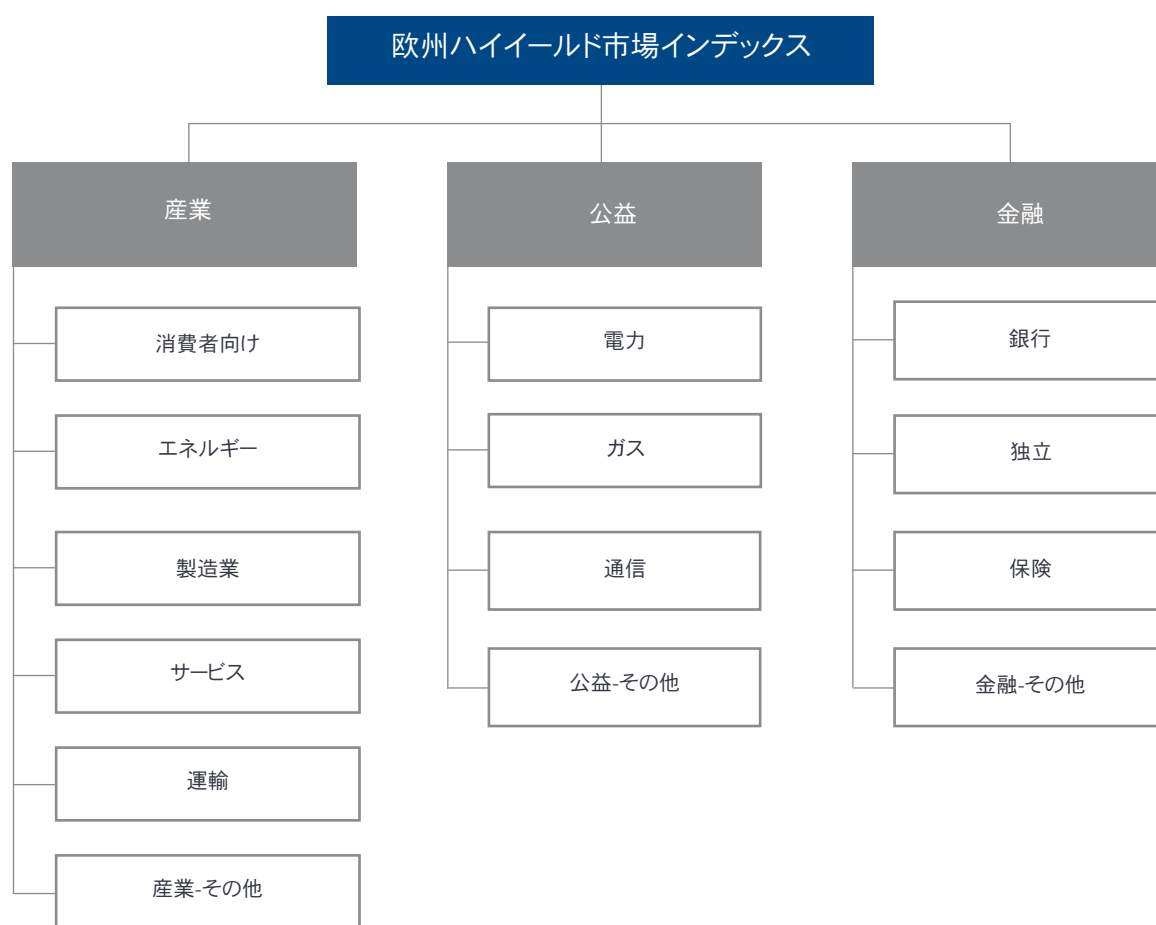 欧州ハイイールド市場インデックス
産業
消費者向け
エネルギー
製造業
サービス
運輸
産業-その他
公益
電力
ガス
通信
公益-その他
金融
銀行
独立
保険
金融-その他